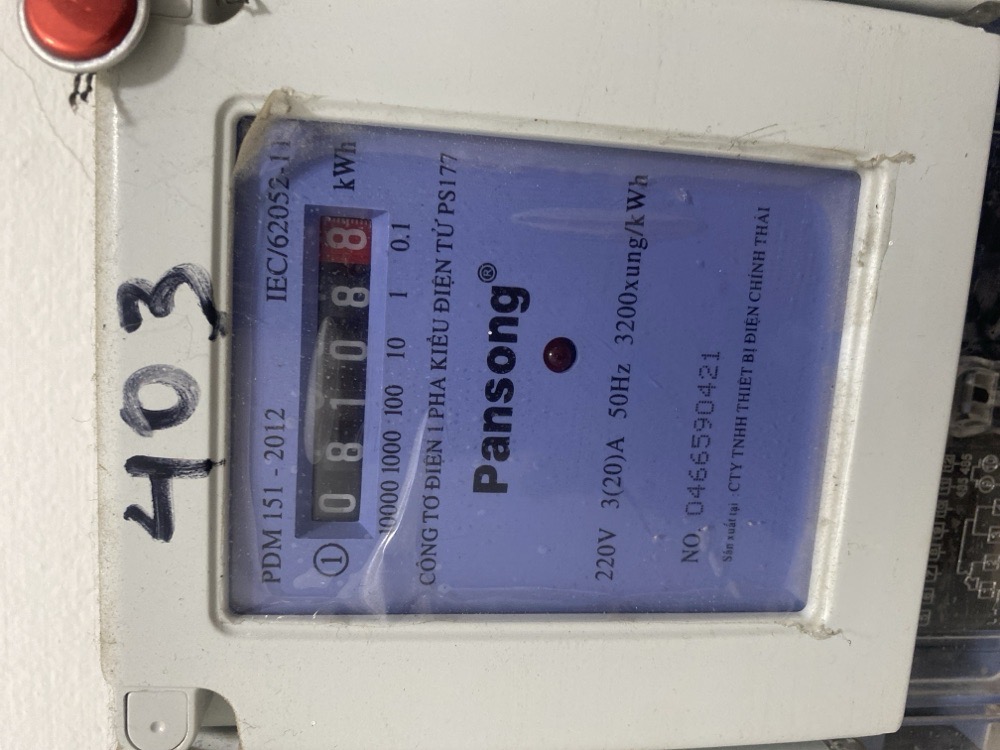 403
PDM 151 - 2012 IEC/62052-11
1 0 8 1 0 8 8 kWh
10000 1000 100 10 1 0.1
CÔNG TƠ ĐIỆN 1 PHA KIỂU ĐIỆN TỬ PS177
Pansong®
220V 3(20)A 50Hz 3200xung/kWh
NO. 0466590421
Sản xuất tại : CTY TNHH THIẾT BỊ ĐIỆN CHÍNH THÁI